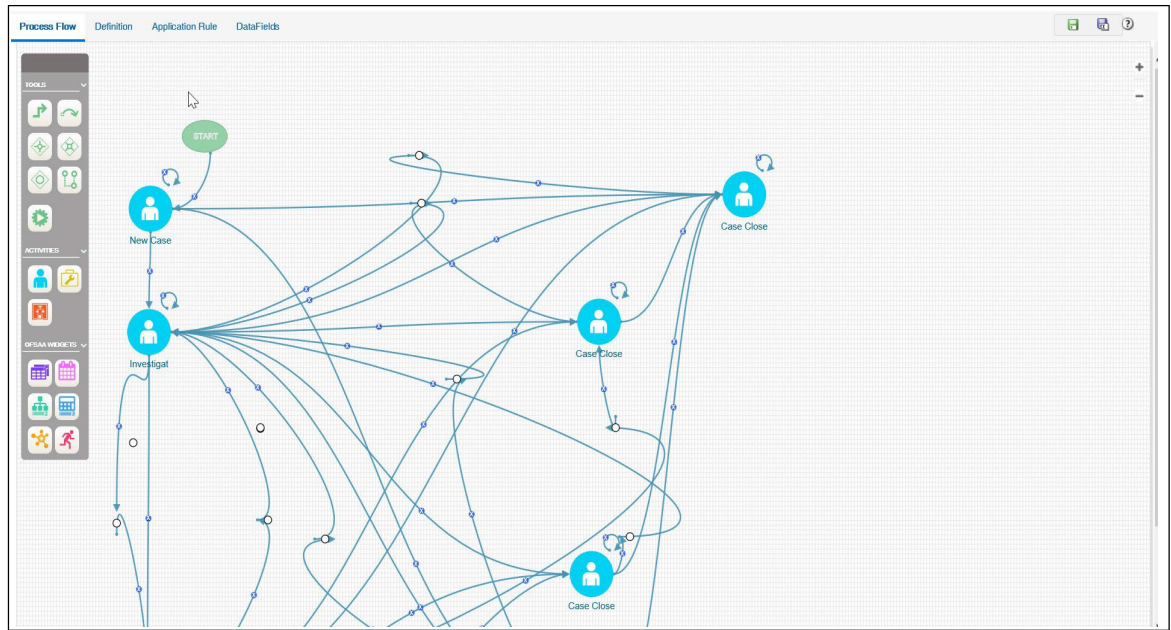 Process Flow Definition Application Rule DataFields
TOOLS
START
New Case
Case Close
ACTIVITIES
Investigat
Case Close
OFSAA WIDGETS
Case Close